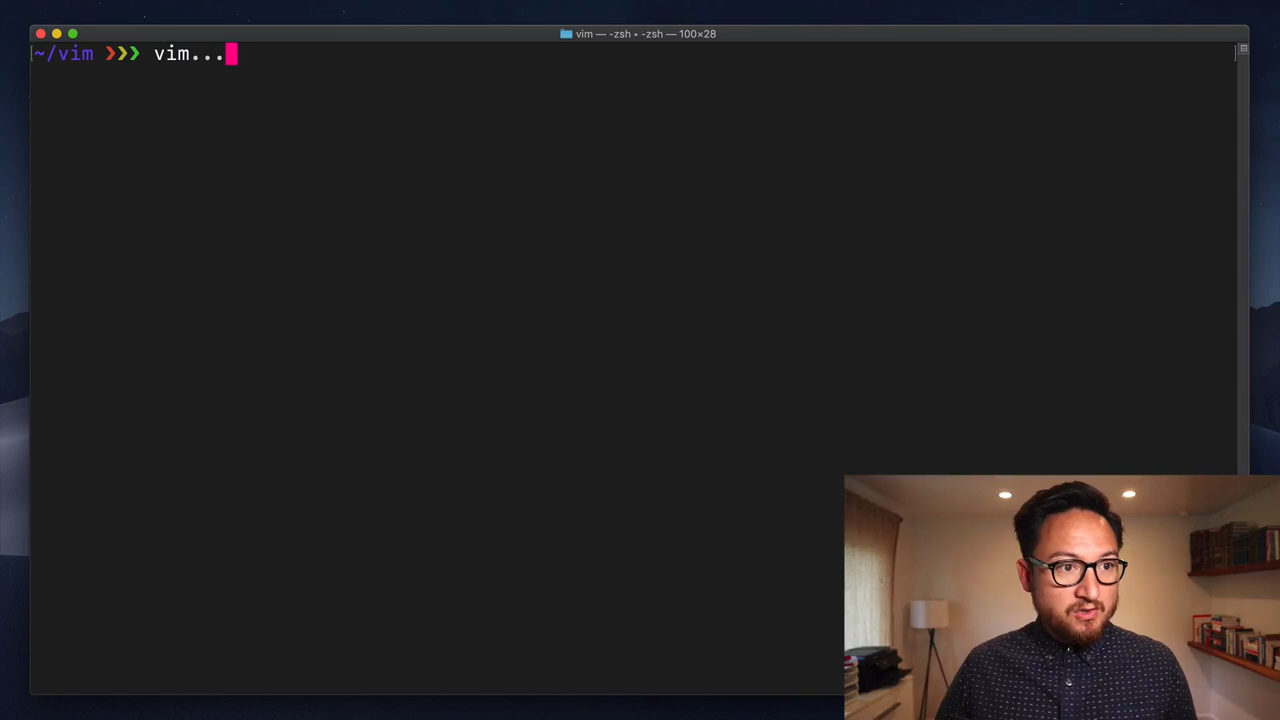 vim — -zsh • -zsh — 100×28
~/vim ❯❯❯ vim...